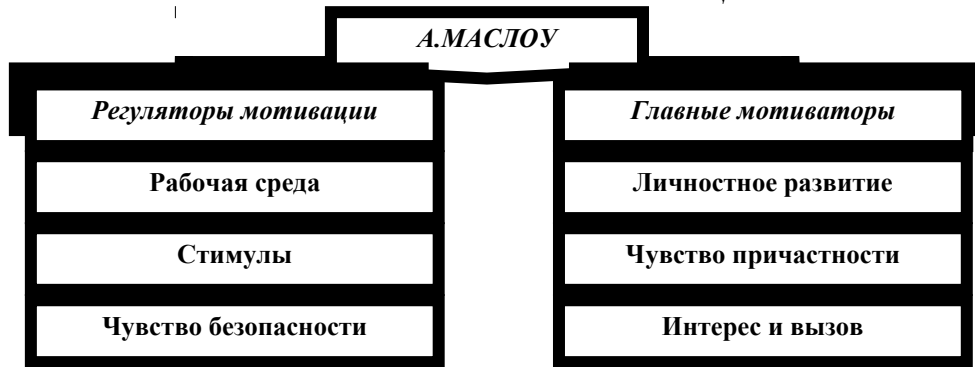 А.МАСЛОУ
Регуляторы мотивации
Рабочая среда
Стимулы
Чувство безопасности
Главные мотиваторы
Личностное развитие
Чувство причастности
Интерес и вызов